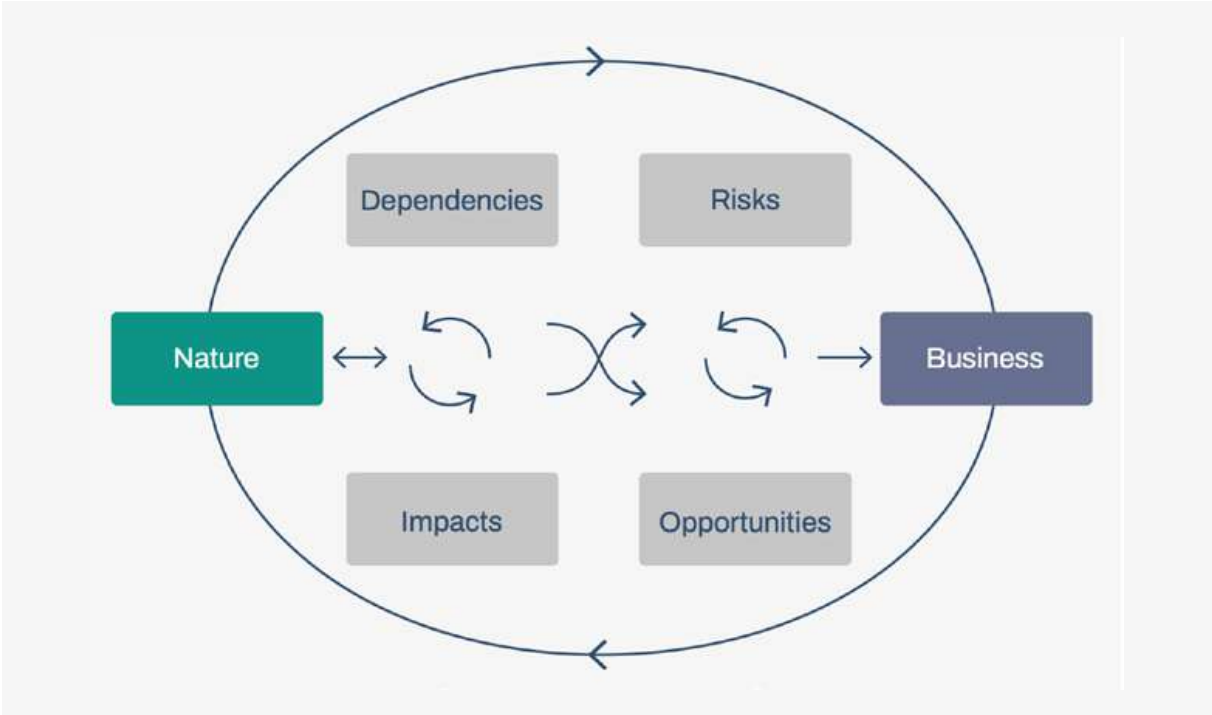 Dependencies
Risks
Nature
Business
Impacts
Opportunities